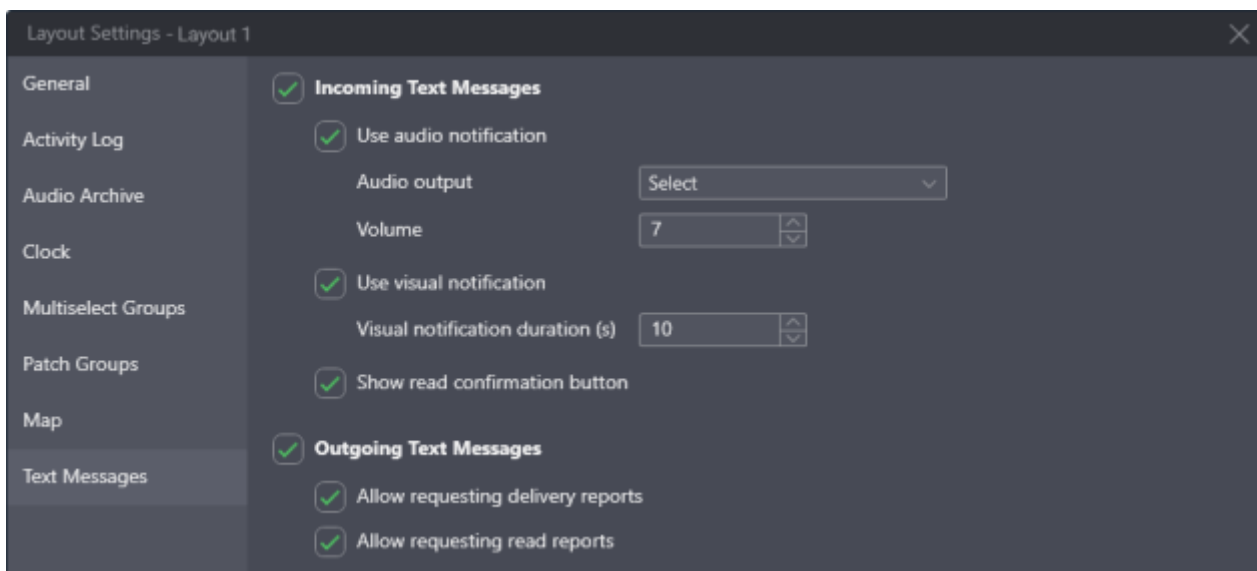 Layout Settings - Layout 1
General
Activity Log
Audio Archive
Clock
Multiselect Groups
Patch Groups
Map
Text Messages
Incoming Text Messages
Use audio notification
Audio output Select
Volume 7
Use visual notification
Visual notification duration (s) 10
Show read confirmation button
Outgoing Text Messages
Allow requesting delivery reports
Allow requesting read reports